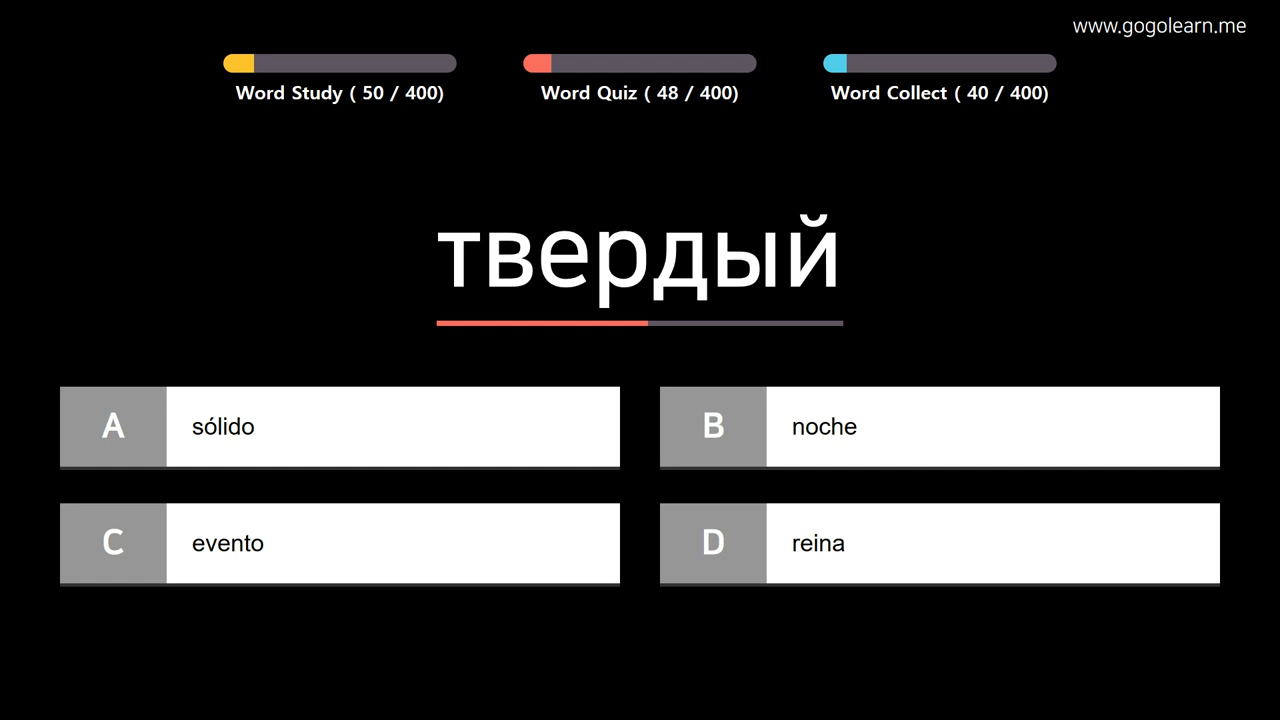 www.gogolearn.me
Word Study ( 50 / 400)
Word Quiz ( 48 / 400)
Word Collect ( 40 / 400)
твердый
A sólido
B noche
C evento
D reina